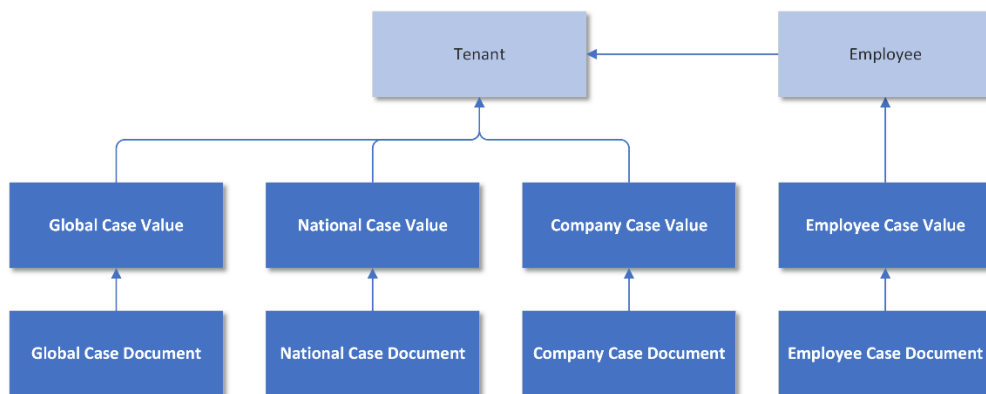 Tenant
Employee
Global Case Value
National Case Value
Company Case Value
Employee Case Value
Global Case Document
National Case Document
Company Case Document
Employee Case Document